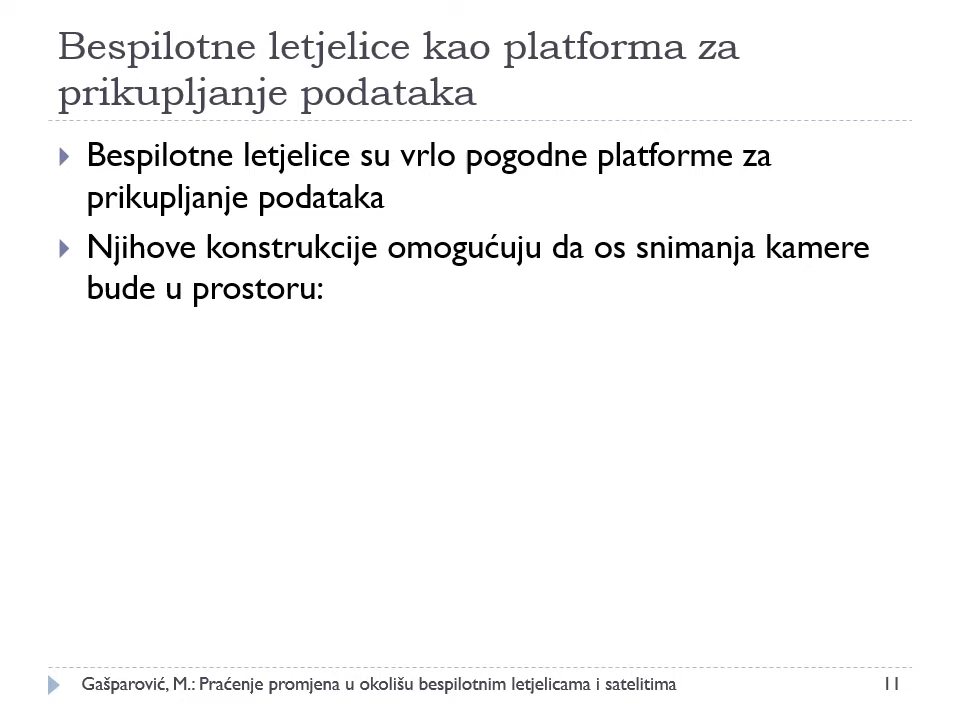 Bespilotne letjelice kao platforma za
prikupljanje podataka
Bespilotne letjelice su vrlo pogodne platforme za
prikupljanje podataka
Njihove konstrukcije omogućuju da os snimanja kamere
bude u prostoru:
Gašparović, M.: Praćenje promjena u okolišu bespilotnim letjelicama i satelitima 11